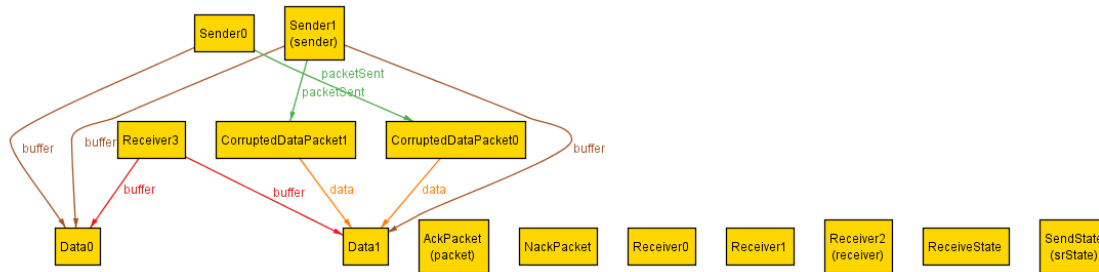 Sender0
Sender1
(sender)
packetSent
packetSent
Receiver3
CorruptedDataPacket1
CorruptedDataPacket0
buffer
buffer
buffer
buffer
buffer
data
data
Data0
Data1
AckPacket
(packet)
NackPacket
Receiver0
Receiver1
Receiver2
(receiver)
ReceiveState
SendState
(srState)